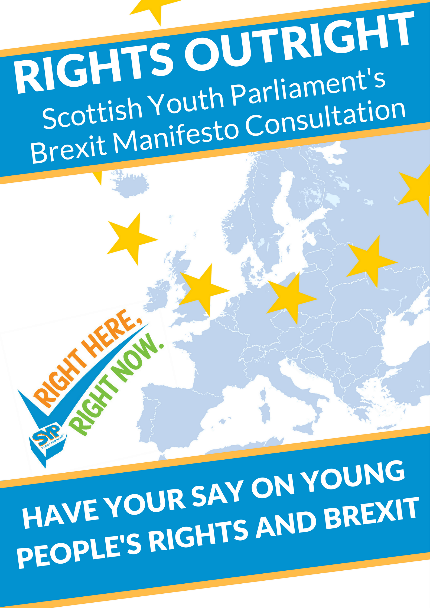 RIGHTS OUTRIGHT
Scottish Youth Parliament's
Brexit Manifesto Consultation
RIGHT HERE,
RIGHT NOW.
SYP
HAVE YOUR SAY ON YOUNG
PEOPLE'S RIGHTS AND BREXIT